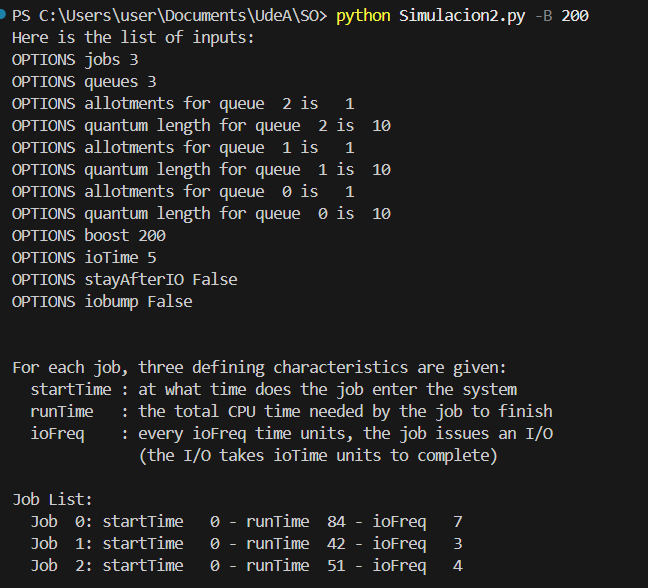 PS C:\Users\user\Documents\UdeA\SO> python Simulacion2.py -B 200
Here is the list of inputs:
OPTIONS jobs 3
OPTIONS queues 3
OPTIONS allotments for queue  2 is   1
OPTIONS quantum length for queue  2 is  10
OPTIONS allotments for queue  1 is   1
OPTIONS quantum length for queue  1 is  10
OPTIONS allotments for queue  0 is   1
OPTIONS quantum length for queue  0 is  10
OPTIONS boost 200
OPTIONS ioTime 5
OPTIONS stayAfterIO False
OPTIONS iobump False
For each job, three defining characteristics are given:
  startTime : at what time does the job enter the system
  runTime   : the total CPU time needed by the job to finish
  ioFreq    : every ioFreq time units, the job issues an I/O
              (the I/O takes ioTime units to complete)
Job List:
  Job  0: startTime   0 - runTime  84 - ioFreq   7
  Job  1: startTime   0 - runTime  42 - ioFreq   3
  Job  2: startTime   0 - runTime  51 - ioFreq   4